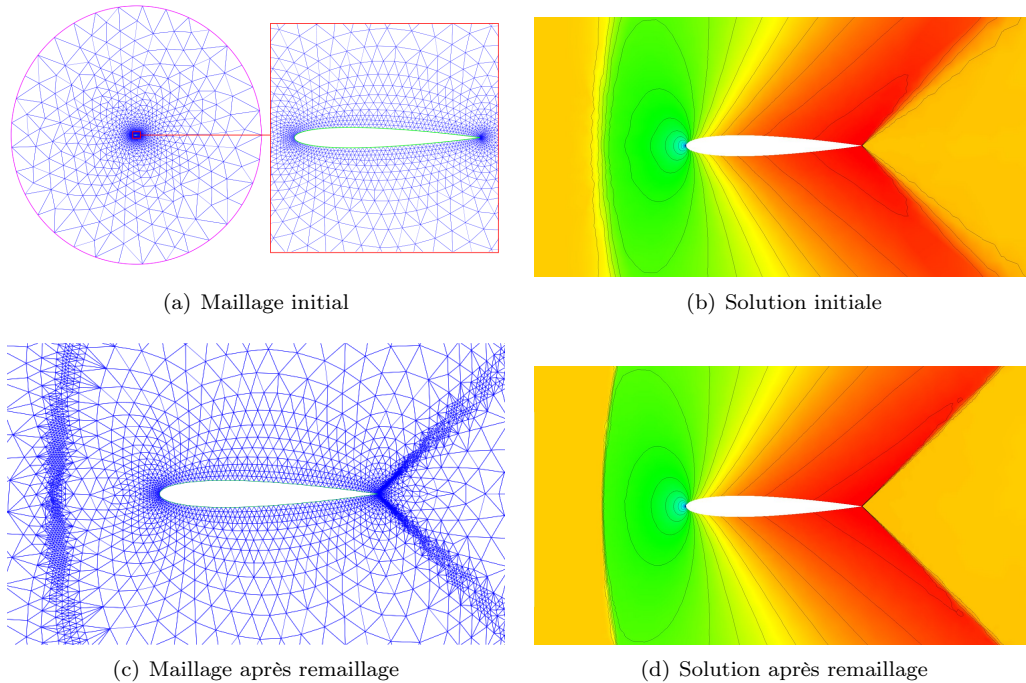 (a) Maillage initial
(b) Solution initiale
(c) Maillage après remaillage
(d) Solution après remaillage